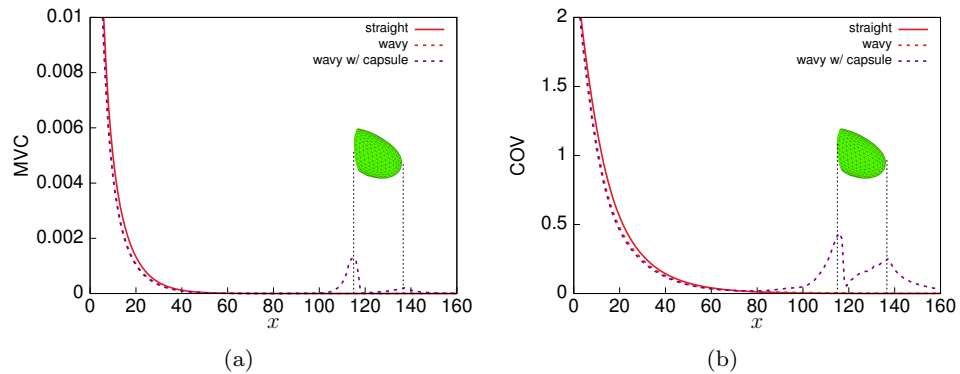 0.01
0.008
0.006
0.004
0.002
0
MVC
straight
wavy
wavy w/ capsule
0 20 40 60 80 100 120 140 160
x
(a)
2
1.5
1
0.5
0
COV
straight
wavy
wavy w/ capsule
0 20 40 60 80 100 120 140 160
x
(b)